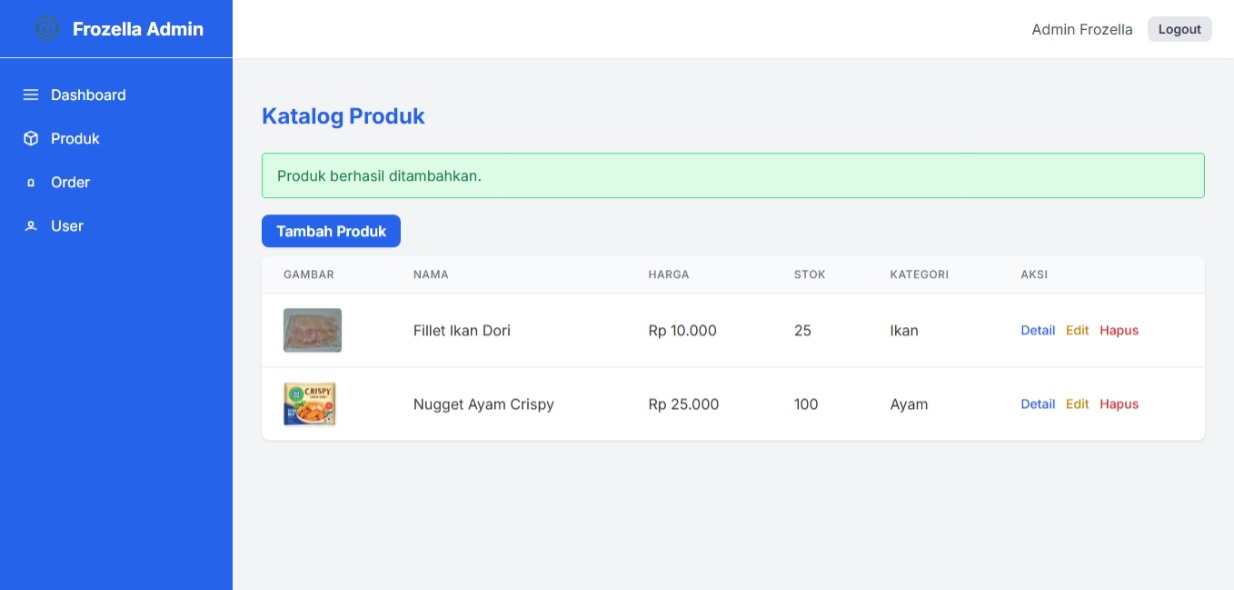 Frozella Admin
Admin Frozella
Logout
Dashboard
Produk
Order
User
Katalog Produk
Produk berhasil ditambahkan.
Tambah Produk
GAMBAR NAMA HARGA STOK KATEGORI AKSI
Fillet Ikan Dori Rp 10.000 25 Ikan Detail Edit Hapus
CRISPY
Nugget Ayam Crispy Rp 25.000 100 Ayam Detail Edit Hapus